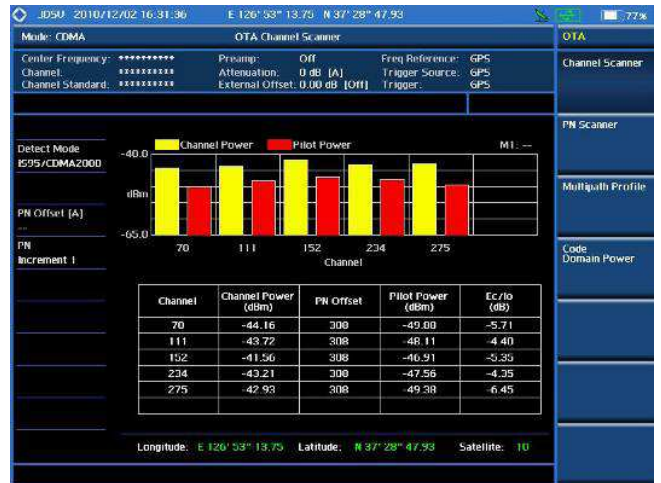 JDSU 2010/12/02 16:31:36 E 126° 53" 13.75 N 37° 28" 47.93 77%
Mode: CDMA OTA Channel Scanner OTA
Center Frequency: ********** Preamp: Off Freq Reference: GPS
Channel: ********** Attenuation: 0 dB [A] Trigger Source: GPS
Channel Standard: ********** External Offset: 0.00 dB [Off] Trigger: GPS
Channel Scanner
PN Scanner
Multipath Profile
Code
Domain Power
Detect Mode
IS95/CDMA2000
PN Offset [A]
--
PN
Increment 1
Channel Power Pilot Power M1: --
-40.0
dBm
-65.0
70 111 152 234 275
Channel
Channel Channel Power (dBm) PN Offset Pilot Power (dBm) Ec/Io (dB)
70 -44.16 308 -49.88 -5.71
111 -43.72 308 -48.11 -4.40
152 -41.56 308 -46.91 -5.35
234 -43.21 308 -47.56 -4.35
275 -42.93 308 -49.38 -6.45
Longitude: E 126° 53" 13.75 Latitude: N 37° 28" 47.93 Satellite: 10